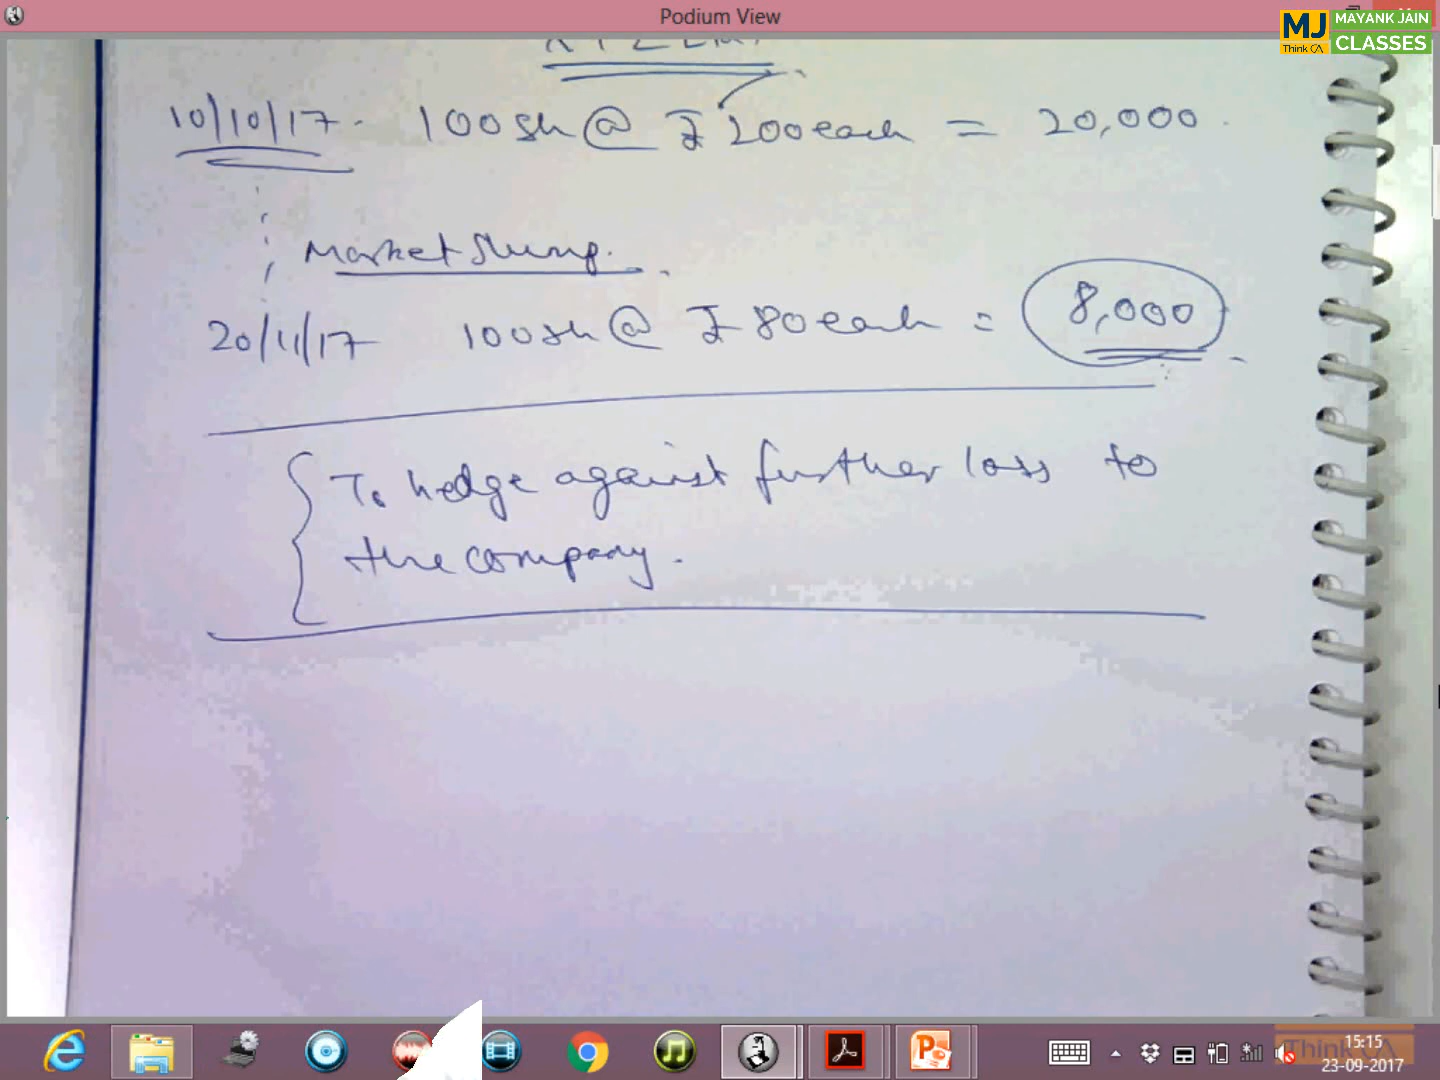 Podium View
MJ MAYANK JAIN
Think CA CLASSES
10/10/17. 100 sh @ ₹ 200 each = 20,000.
Market Slump.
20/11/17 100 sh @ ₹ 80 each = 8,000
To hedge against further loss to
the company.
Think CA
15:15
23-09-2017